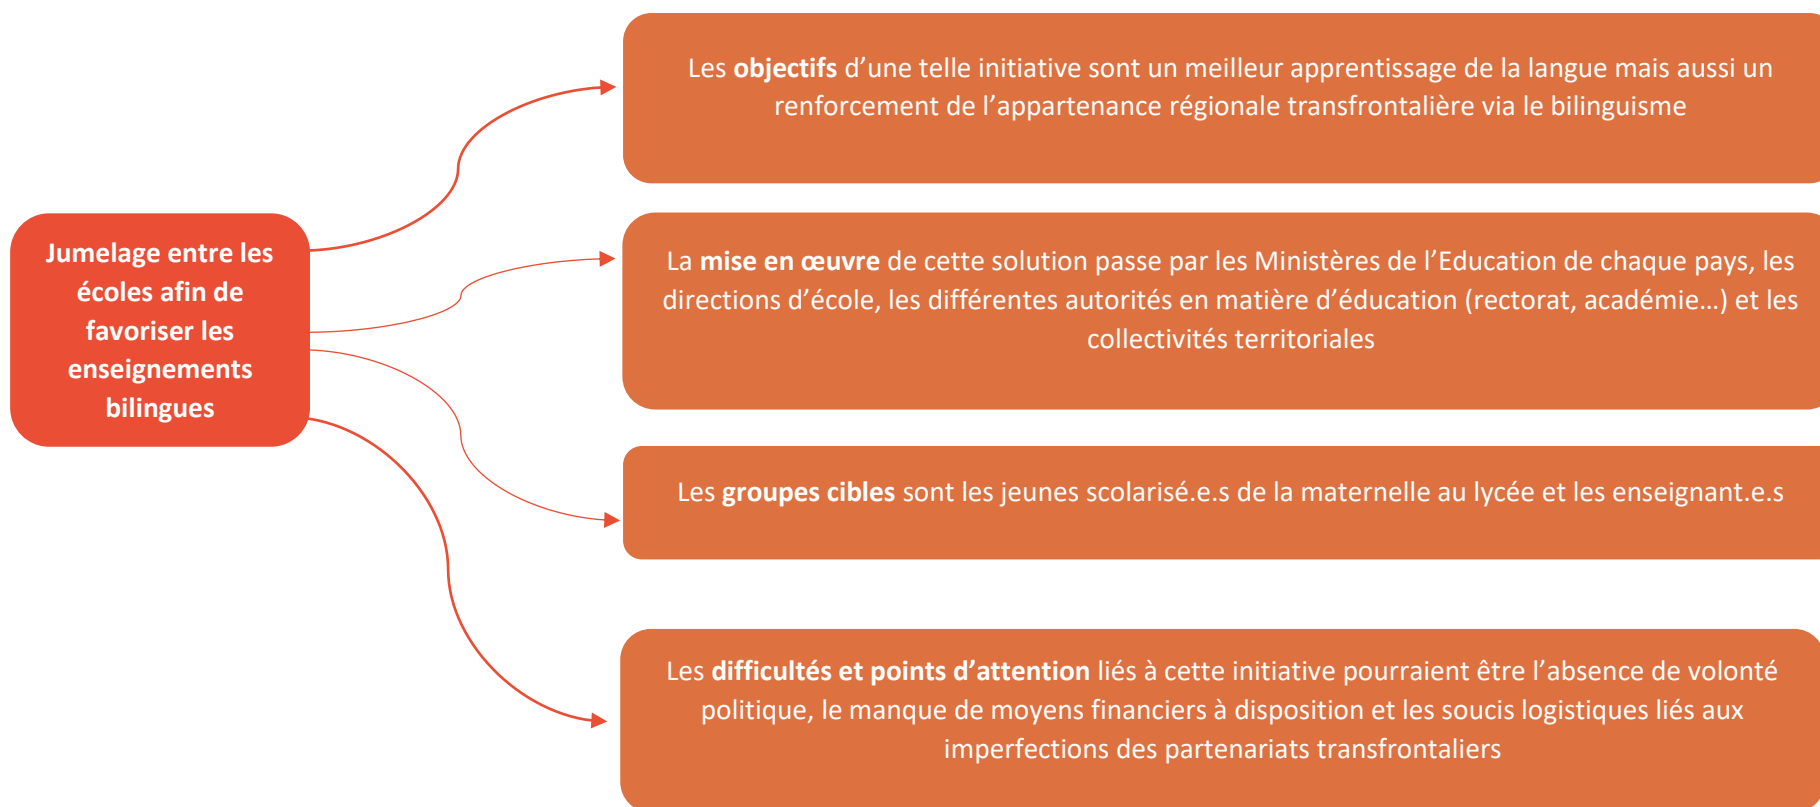 Jumelage entre les
écoles afin de
favoriser les
enseignements
bilingues
Les objectifs d’une telle initiative sont un meilleur apprentissage de la langue mais aussi un
renforcement de l’appartenance régionale transfrontalière via le bilinguisme
La mise en œuvre de cette solution passe par les Ministères de l’Education de chaque pays, les
directions d’école, les différentes autorités en matière d’éducation (rectorat, académie…) et les
collectivités territoriales
Les groupes cibles sont les jeunes scolarisé.e.s de la maternelle au lycée et les enseignant.e.s
Les difficultés et points d’attention liés à cette initiative pourraient être l’absence de volonté
politique, le manque de moyens financiers à disposition et les soucis logistiques liés aux
imperfections des partenariats transfrontaliers